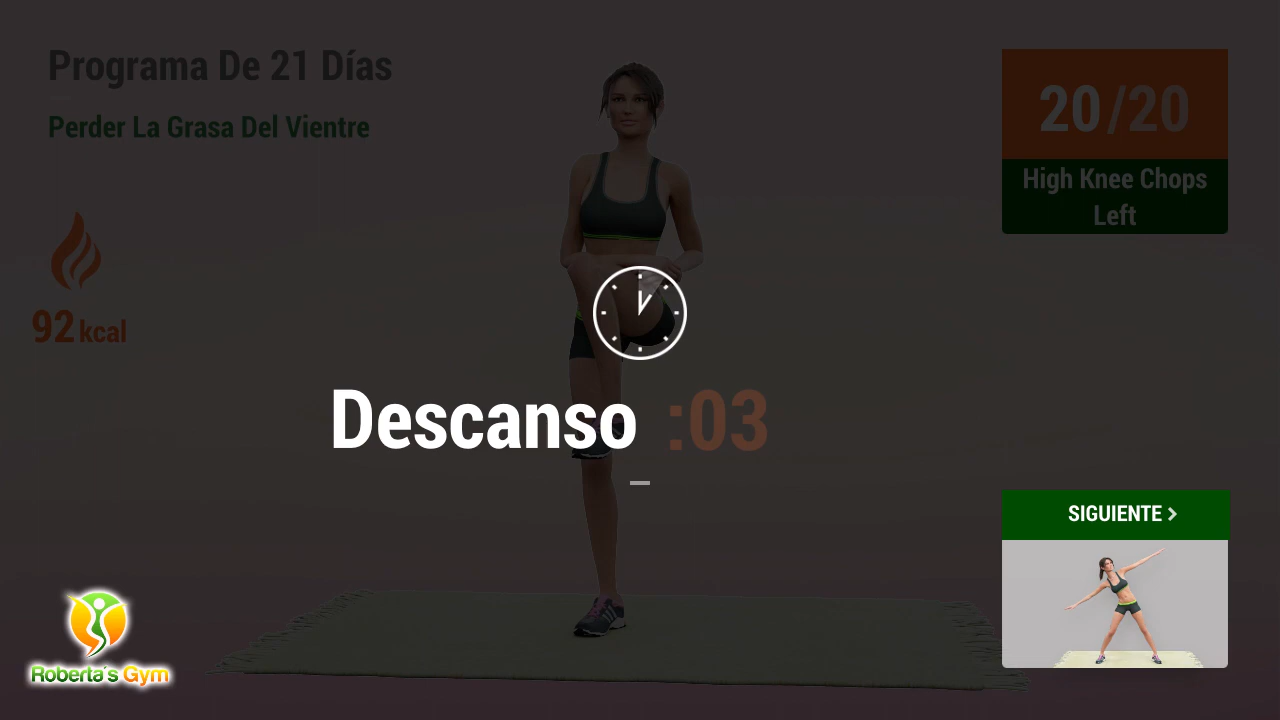 Programa De 21 Días
Perder La Grasa Del Vientre
20/20
High Knee Chops
Left
92 kcal
Descanso :03
SIGUIENTE >
Roberta's Gym